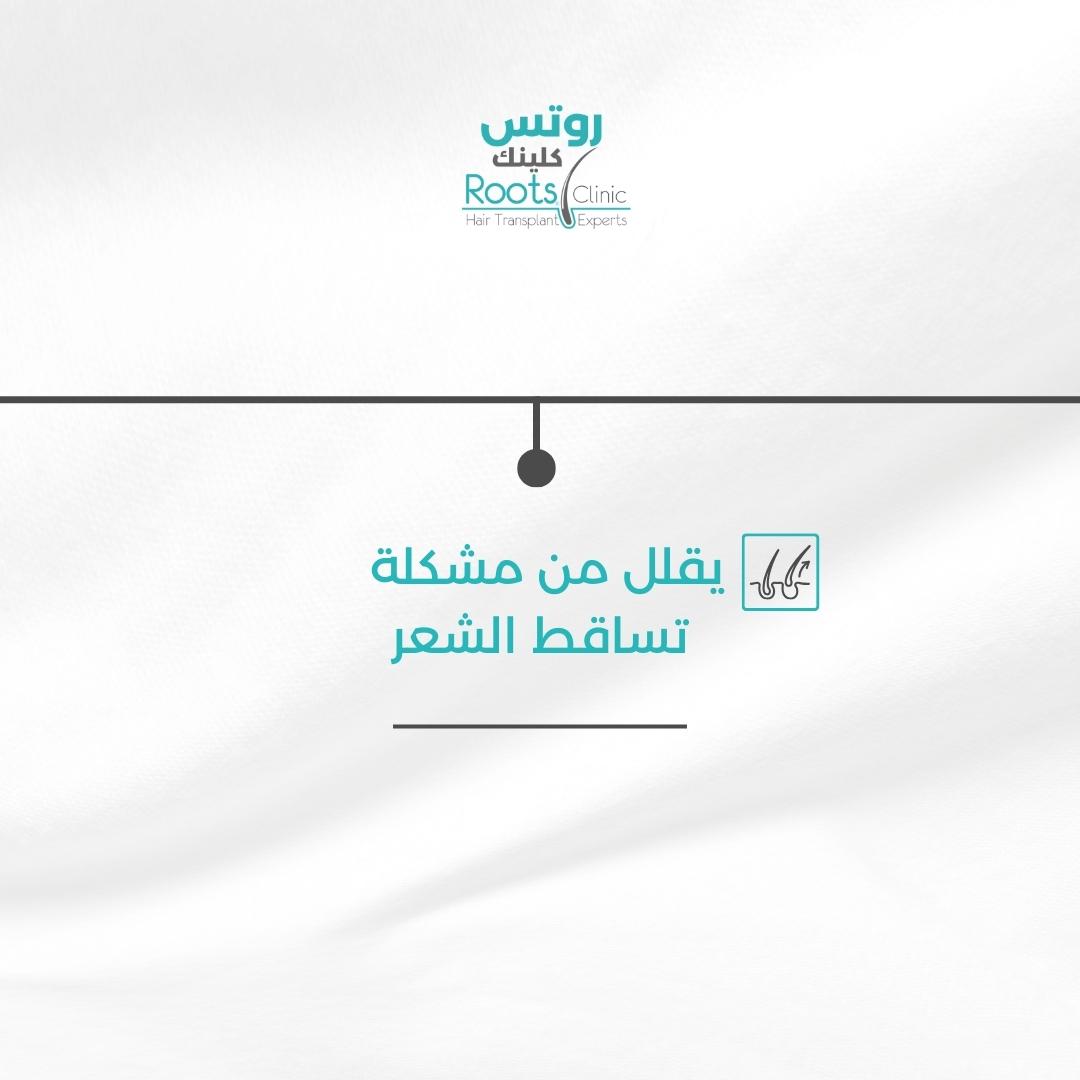 روتس
كلينك
Roots Clinic
Hair Transplant Experts
يقلل من مشكلة
تساقط الشعر